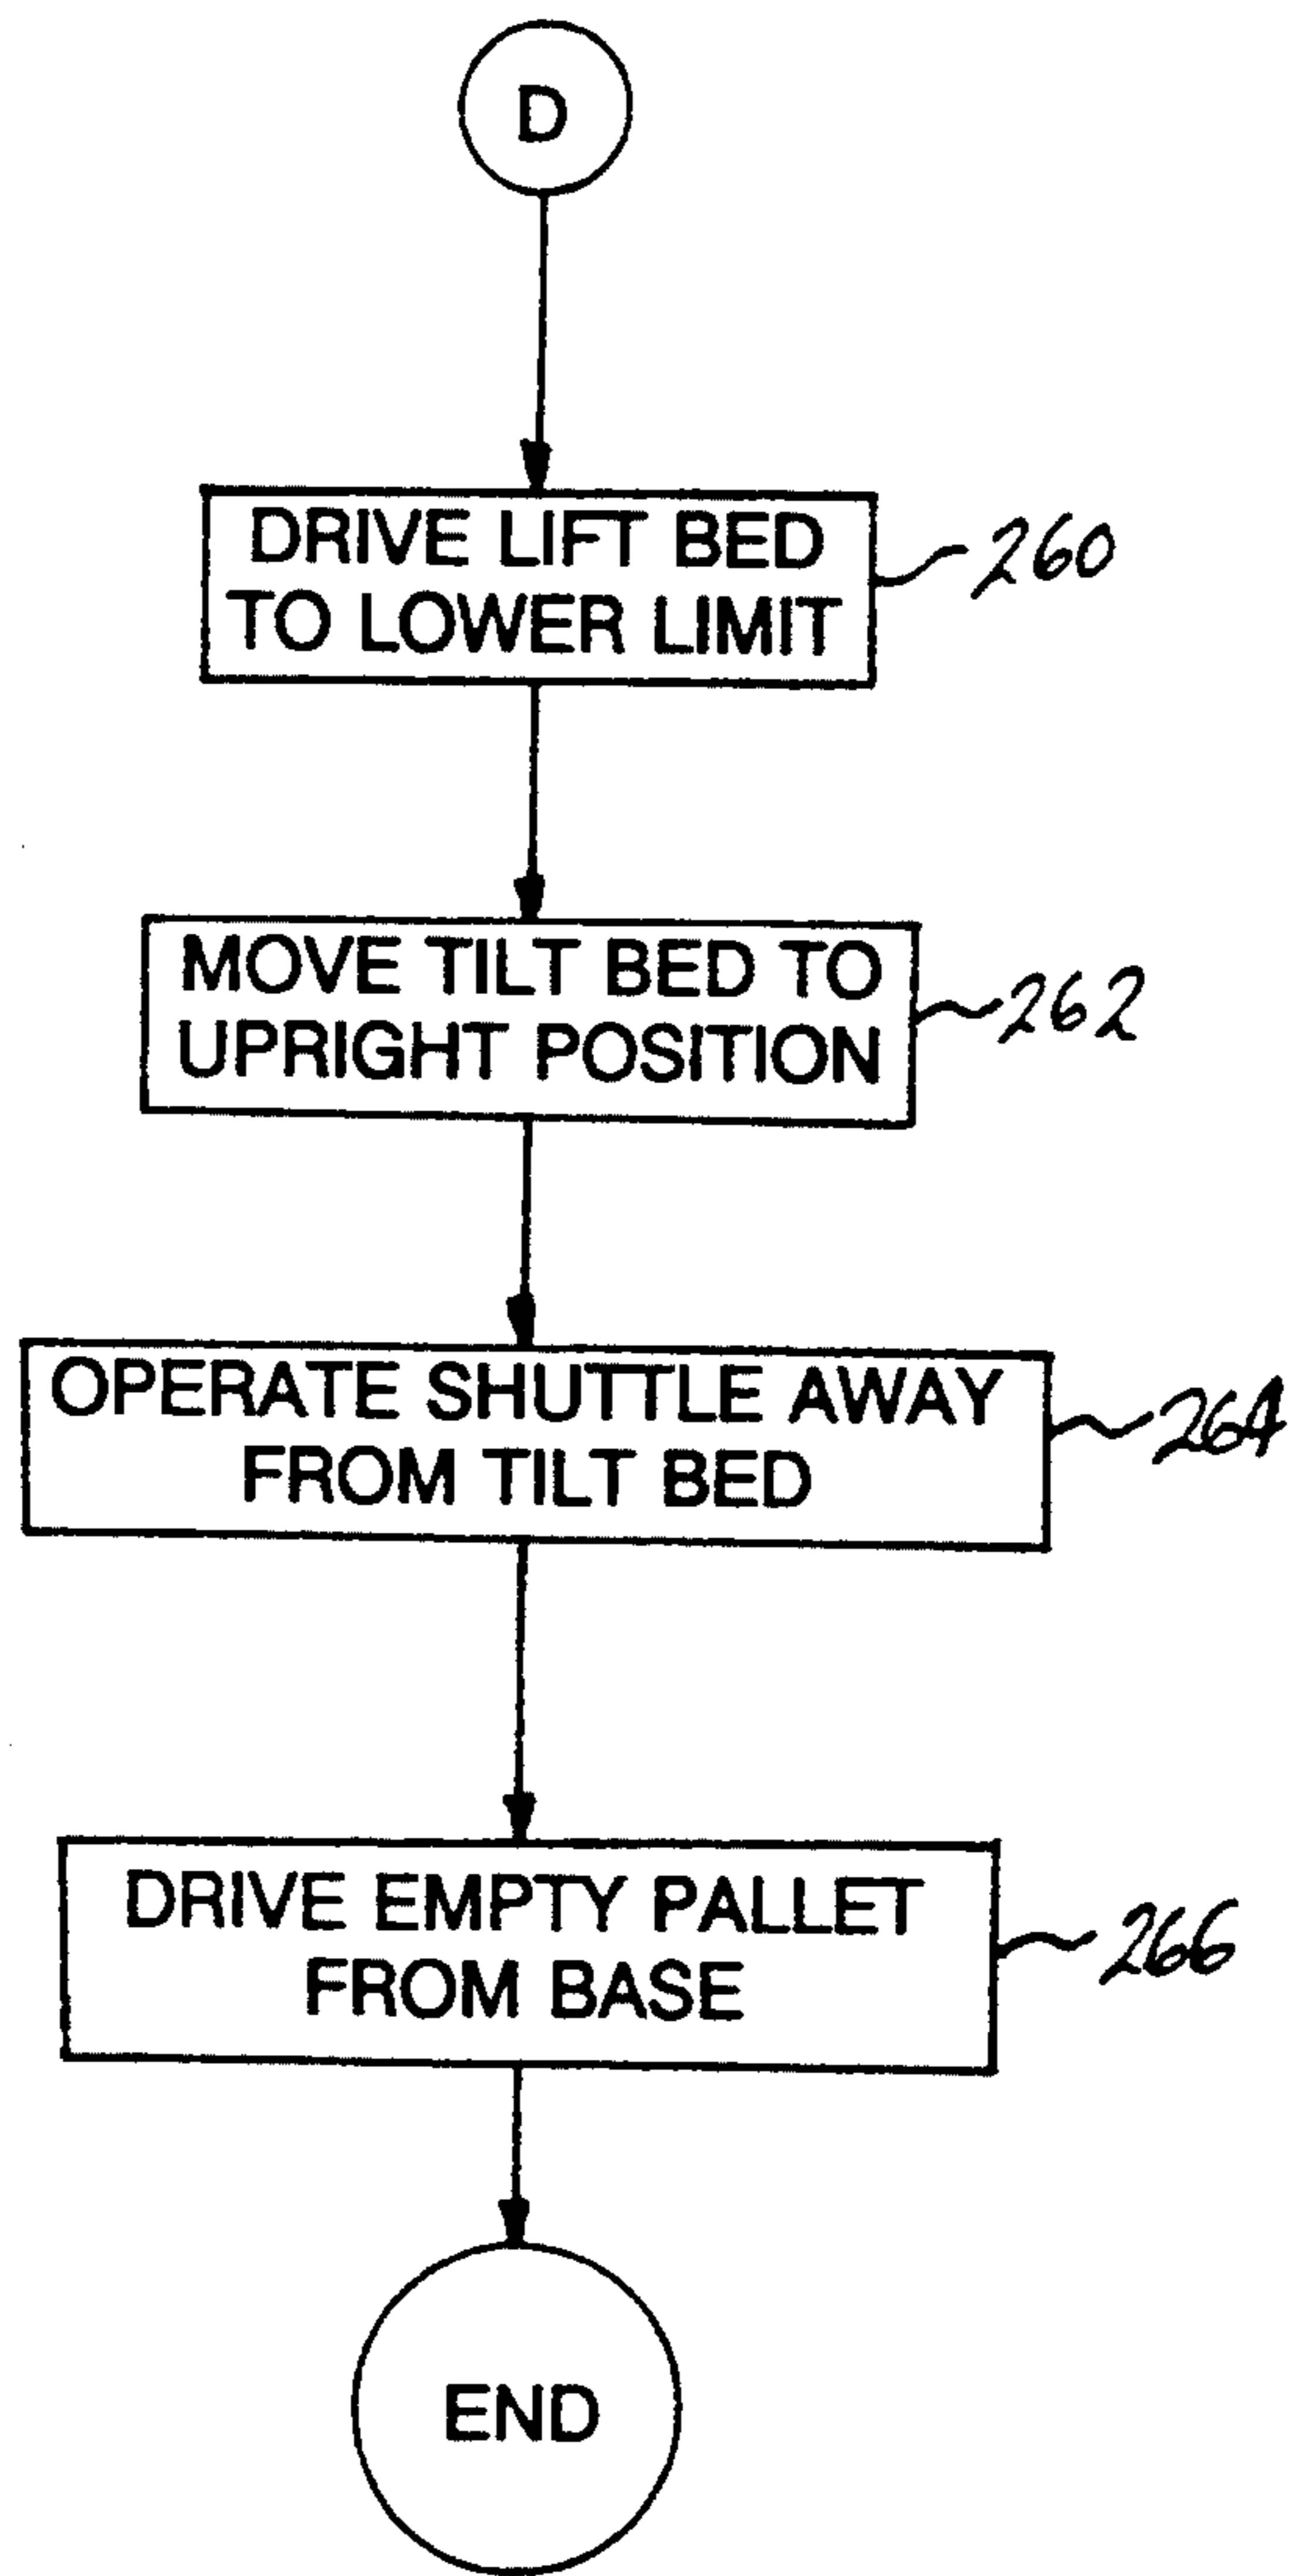 D
DRIVE LIFT BED
TO LOWER LIMIT
260
MOVE TILT BED TO
UPRIGHT POSITION
262
OPERATE SHUTTLE AWAY
FROM TILT BED
264
DRIVE EMPTY PALLET
FROM BASE
266
END